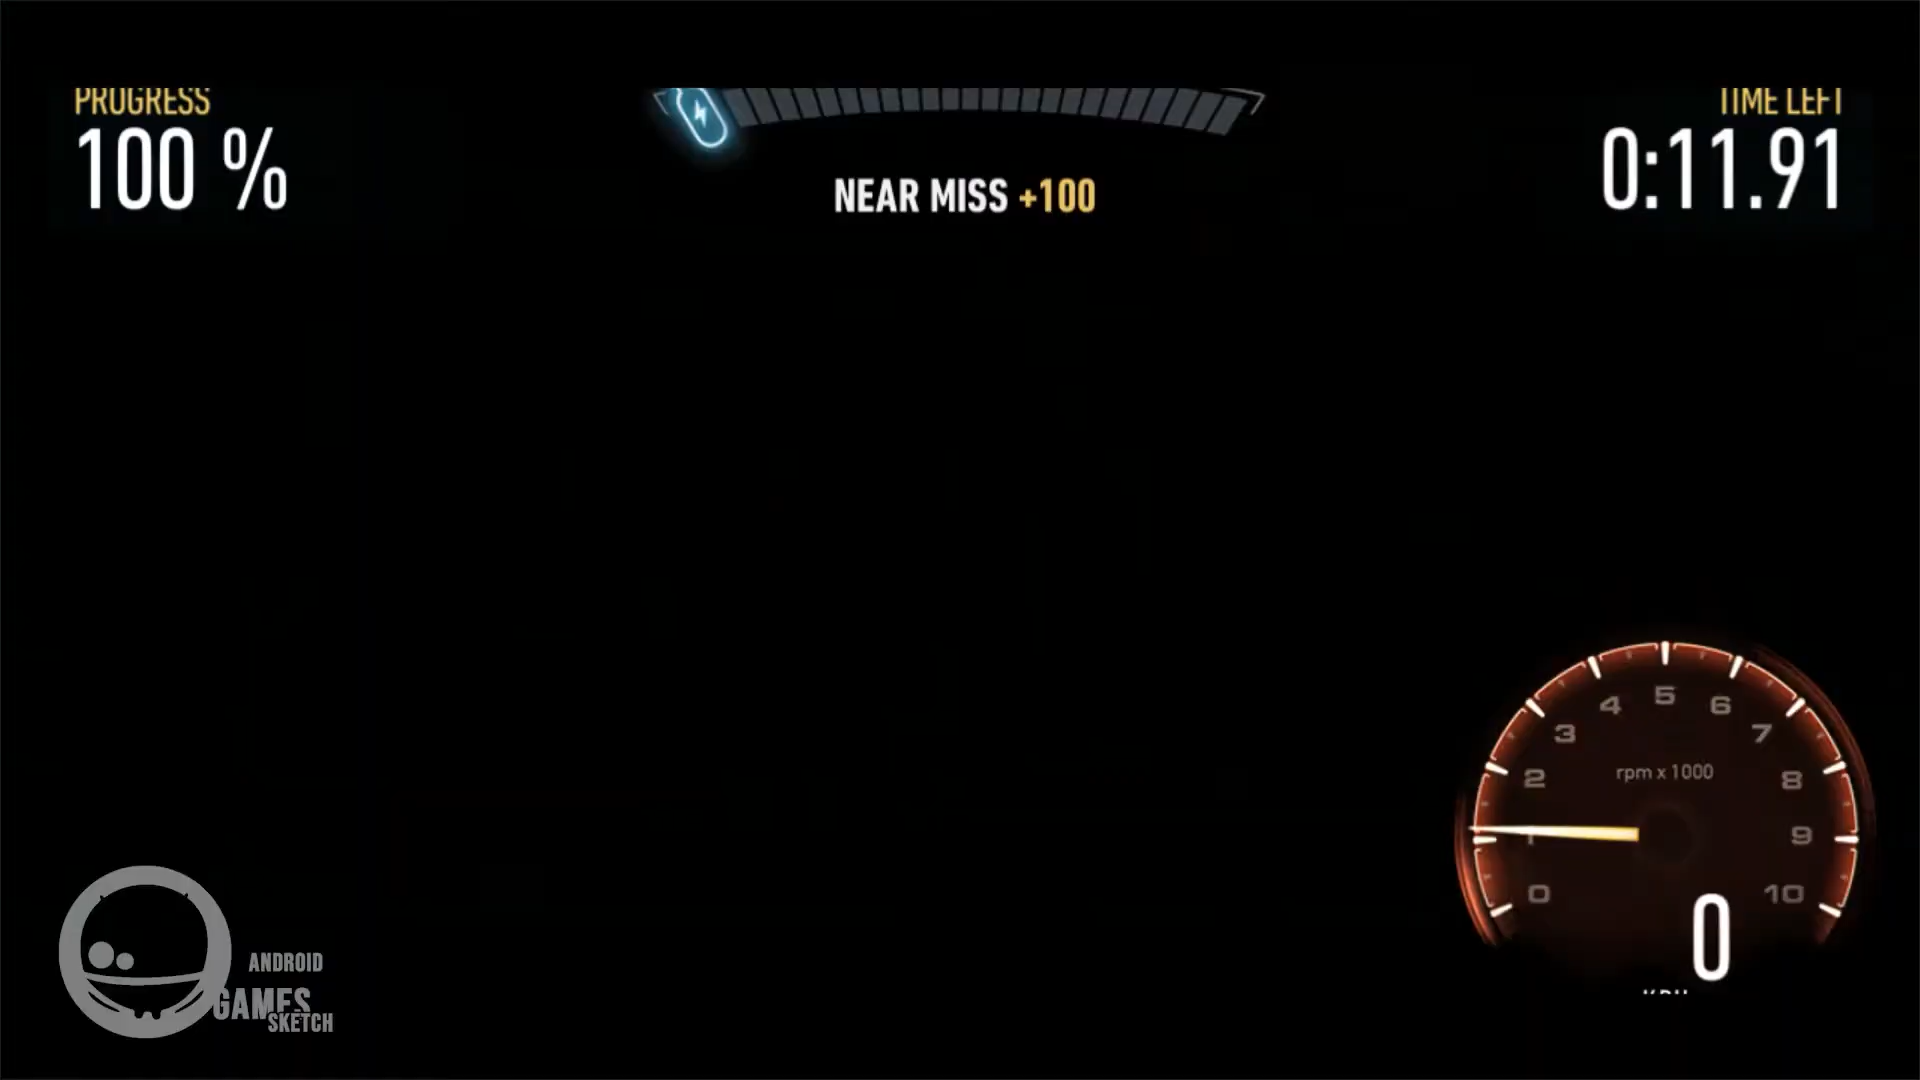 PROGRESS
100 %
NEAR MISS +100
TIME LEFT
0:11.91
0 1 2 3 4 5 6 7 8 9 10
rpm x 1000
0
KPH
ANDROID
GAMES
SKETCH